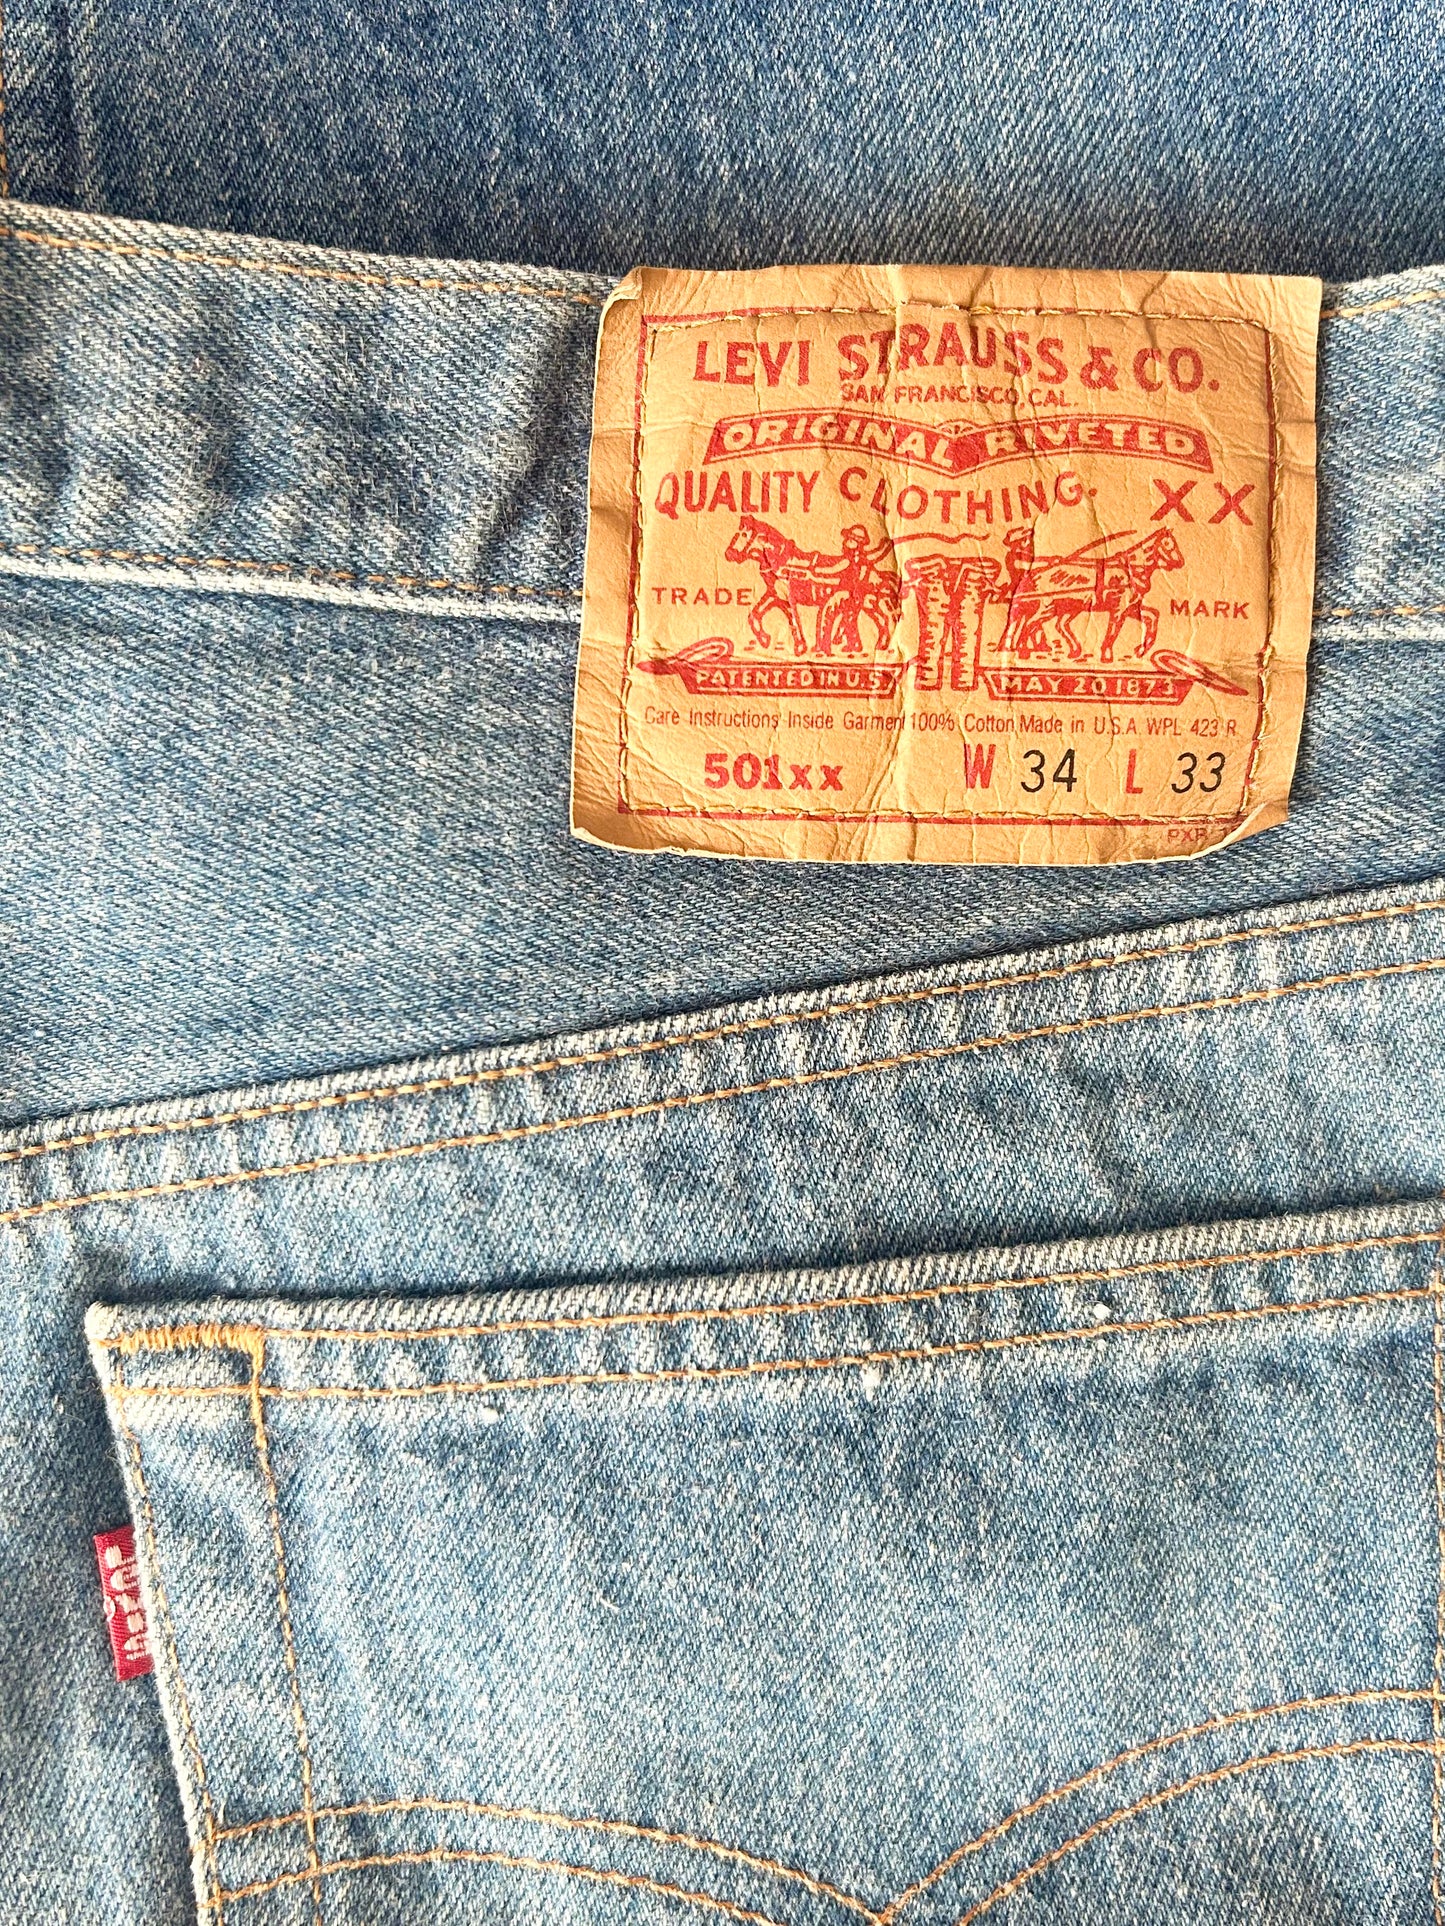 LEVI STRAUSS & CO.
SAN FRANCISCO, CAL.
ORIGINAL RIVETED
QUALITY CLOTHING. XX
TRADE MARK
PATENTED IN U.S. MAY 20 1873
Care Instructions Inside Garment 100% Cotton Made in U.S.A. WPL 423 R
501xx W 34 L 33
LEVI'S